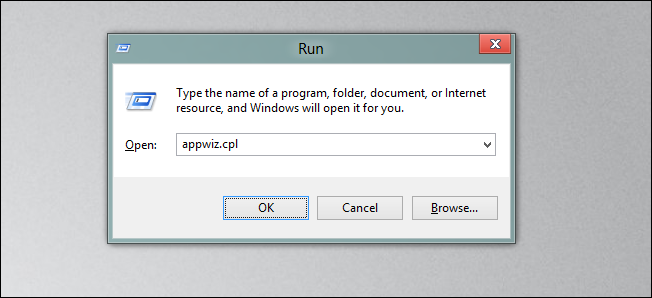 Run
Type the name of a program, folder, document, or Internet
resource, and Windows will open it for you.
Open: appwiz.cpl
OK Cancel Browse...